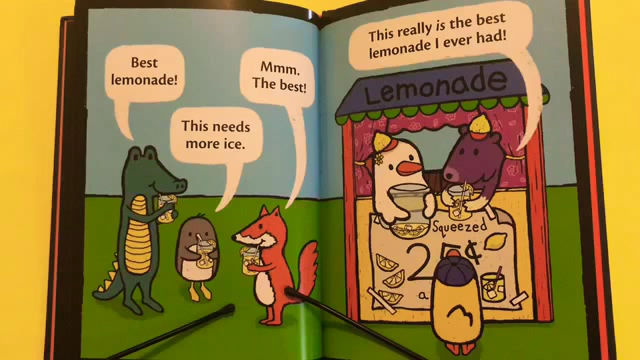 Best
lemonade!
This needs
more ice.
Mmm.
The best!
This really is the best
lemonade I ever had!
Lemonade
Squeezed
25¢
a